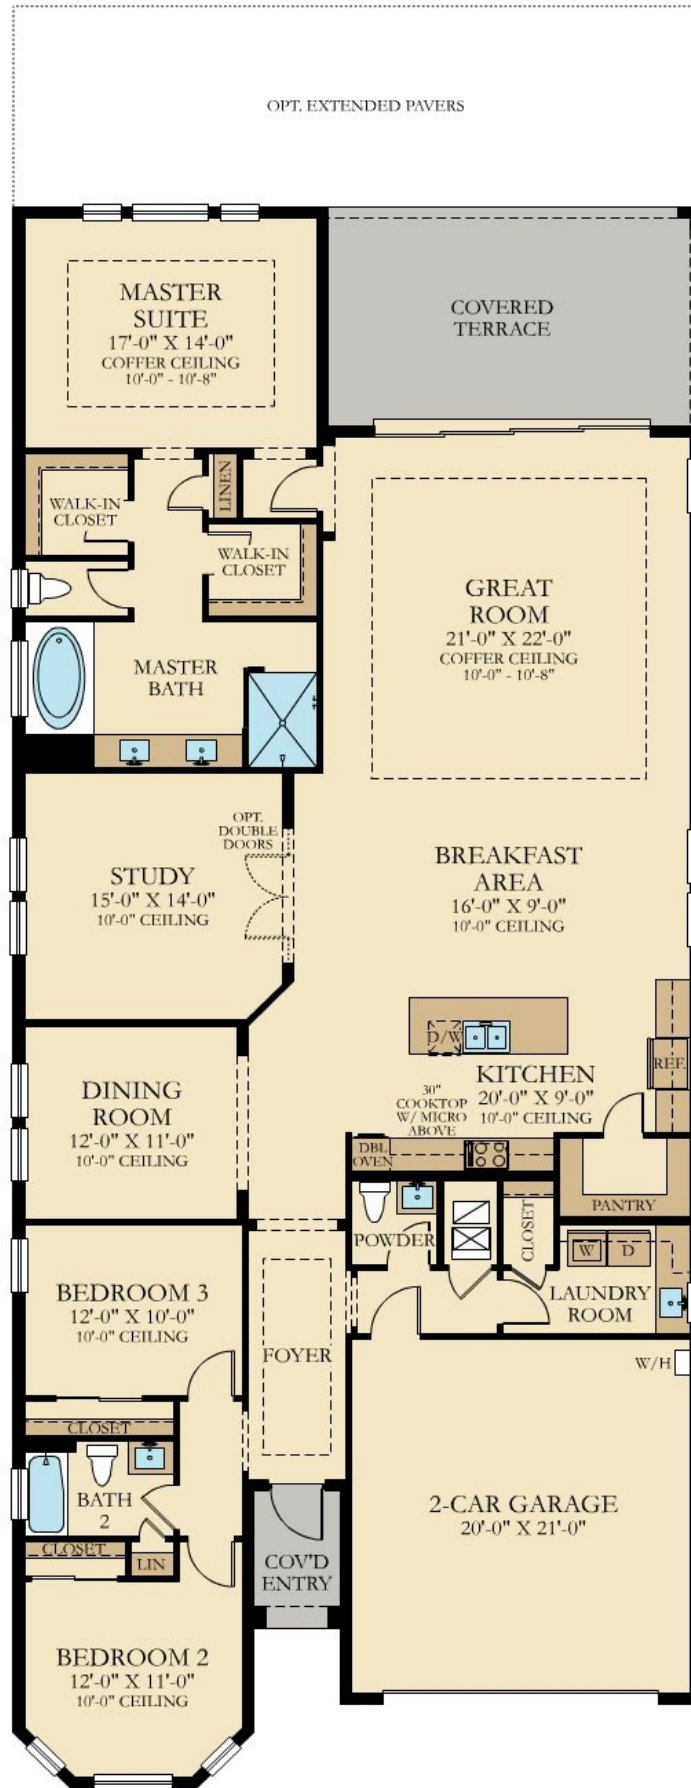 OPT. EXTENDED PAVERS
MASTER
SUITE
17'-0" X 14'-0"
COFFER CEILING
10'-0" - 10'-8"
COVERED
TERRACE
WALK-IN
CLOSET
LINEN
WALK-IN
CLOSET
GREAT
ROOM
21'-0" X 22'-0"
COFFER CEILING
10'-0" - 10'-8"
MASTER
BATH
OPT.
DOUBLE
DOORS
STUDY
15'-0" X 14'-0"
10'-0" CEILING
BREAKFAST
AREA
16'-0" X 9'-0"
10'-0" CEILING
D/W
REF.
KITCHEN
20'-0" X 9'-0"
10'-0" CEILING
30"
COOKTOP
W/ MICRO
ABOVE
DINING
ROOM
12'-0" X 11'-0"
10'-0" CEILING
DBL
OVEN
PANTRY
POWDER
CLOSET
W
D
LAUNDRY
ROOM
BEDROOM 3
12'-0" X 10'-0"
10'-0" CEILING
FOYER
W/H
CLOSET
BATH
2
2-CAR GARAGE
20'-0" X 21'-0"
CLOSET
LIN
COV'D
ENTRY
BEDROOM 2
12'-0" X 11'-0"
10'-0" CEILING